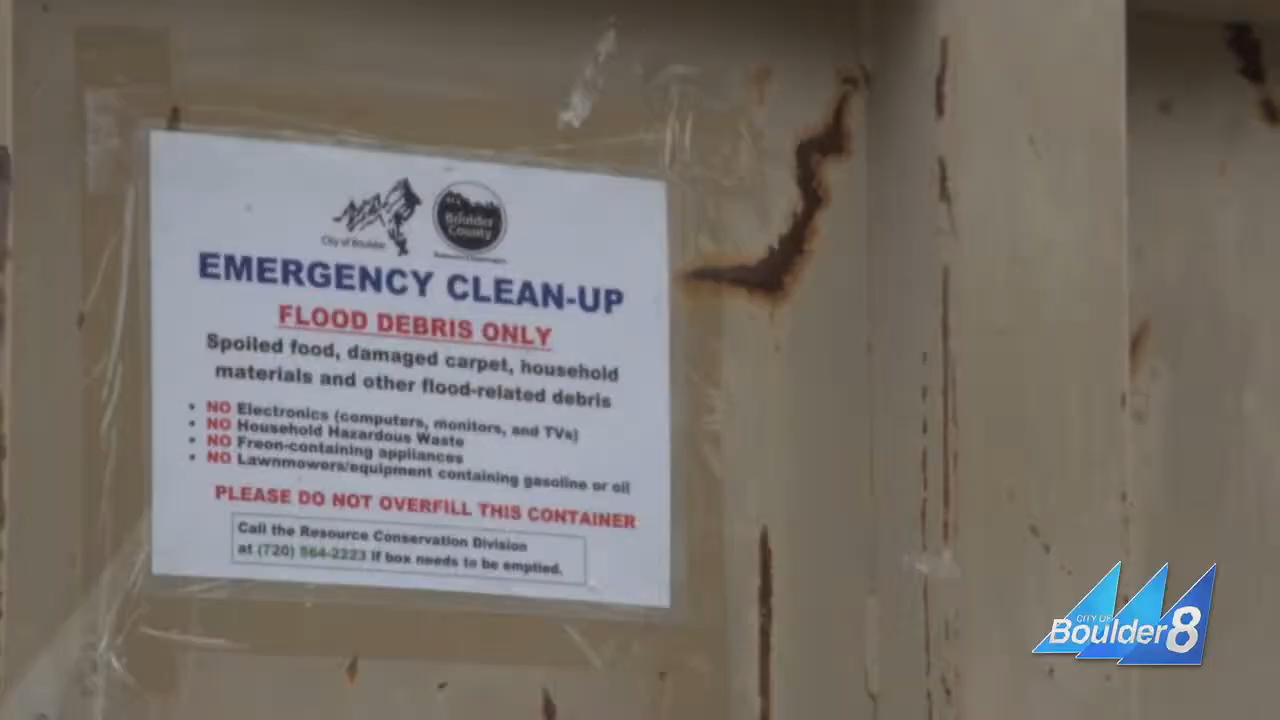 City of Boulder
Boulder
County
EMERGENCY CLEAN-UP
FLOOD DEBRIS ONLY
Spoiled food, damaged carpet, household
materials and other flood-related debris
• NO Electronics (computers, monitors, and TVs)
• NO Household Hazardous Waste
• NO Freon-containing appliances
• NO Lawnmowers/equipment containing gasoline or oil
PLEASE DO NOT OVERFILL THIS CONTAINER
Call the Resource Conservation Division
at (720) 564-2223 if box needs to be emptied.
CITY OF
Boulder 8